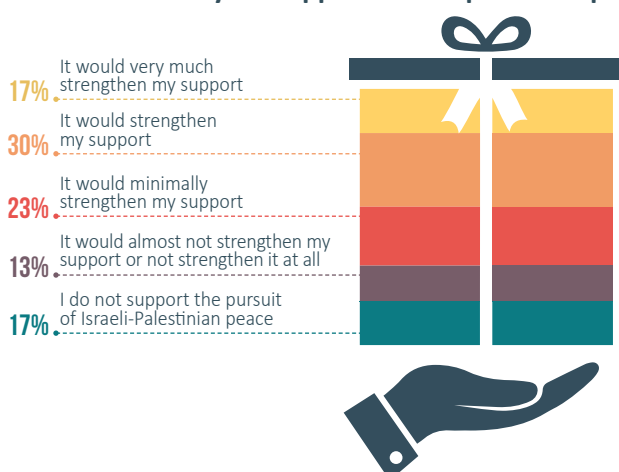 It would very much
strengthen my support
17%
It would strengthen
my support
30%
It would minimally
strengthen my support
23%
It would almost not strengthen my
support or not strengthen it at all
13%
I do not support the pursuit
of Israeli-Palestinian peace
17%